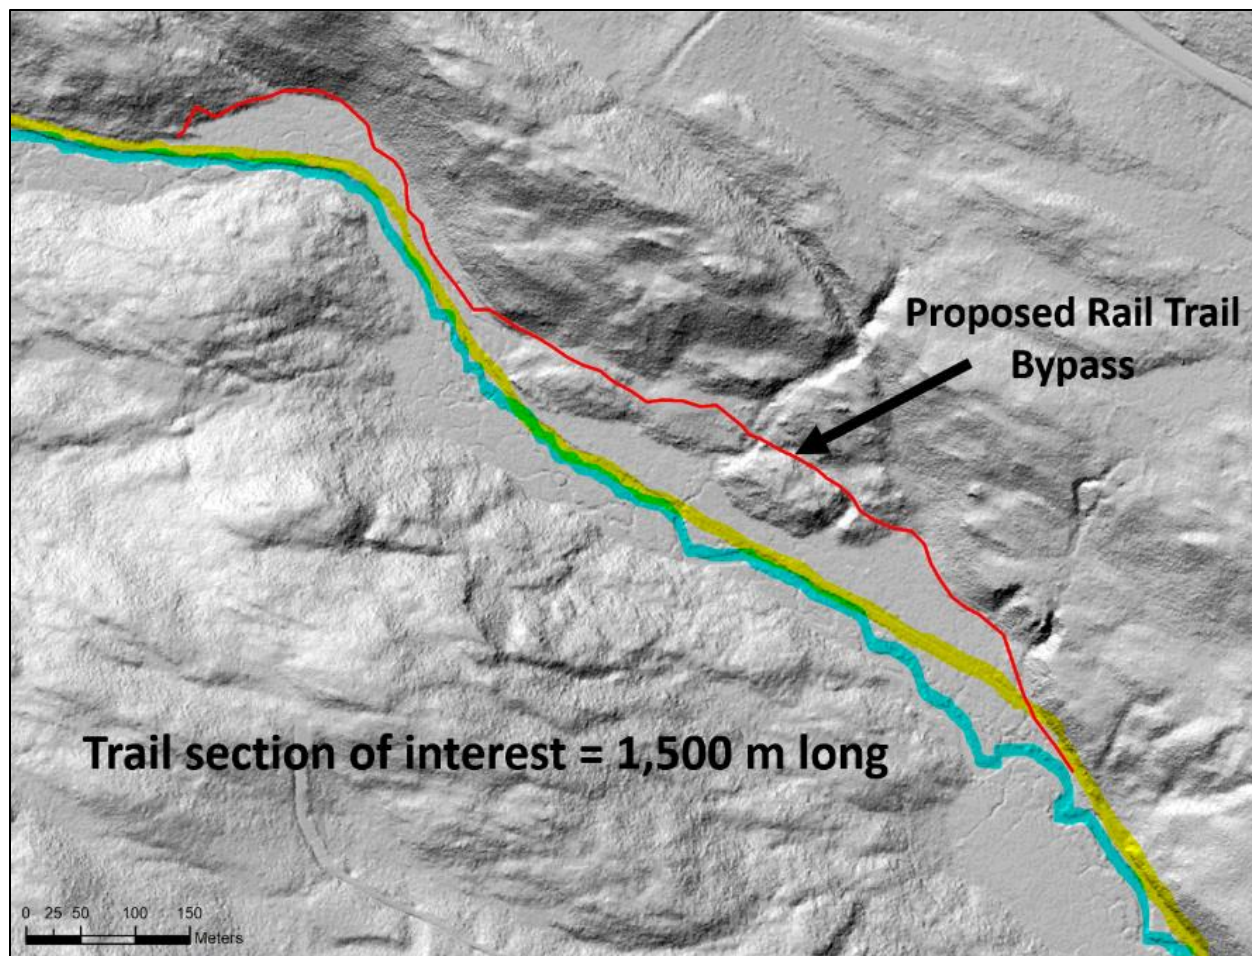 Proposed Rail Trail
Bypass
Trail section of interest = 1,500 m long
0 25 50 100 150
Meters